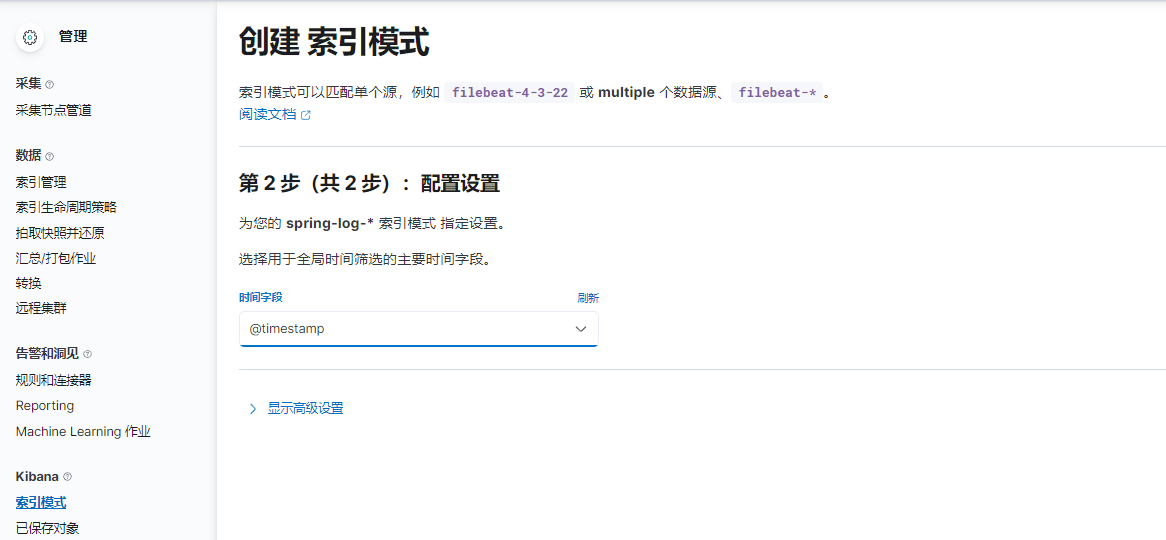 管理
采集
采集节点管道
数据
索引管理
索引生命周期策略
拍取快照并还原
汇总/打包作业
转换
远程集群
告警和洞见
规则和连接器
Reporting
Machine Learning 作业
Kibana
索引模式
已保存对象
创建 索引模式
索引模式可以匹配单个源，例如 filebeat-4-3-22 或 multiple 个数据源、 filebeat-* 。
阅读文档
第 2 步（共 2 步）：配置设置
为您的 spring-log-* 索引模式 指定设置。
选择用于全局时间筛选的主要时间字段。
时间字段 刷新
@timestamp
显示高级设置